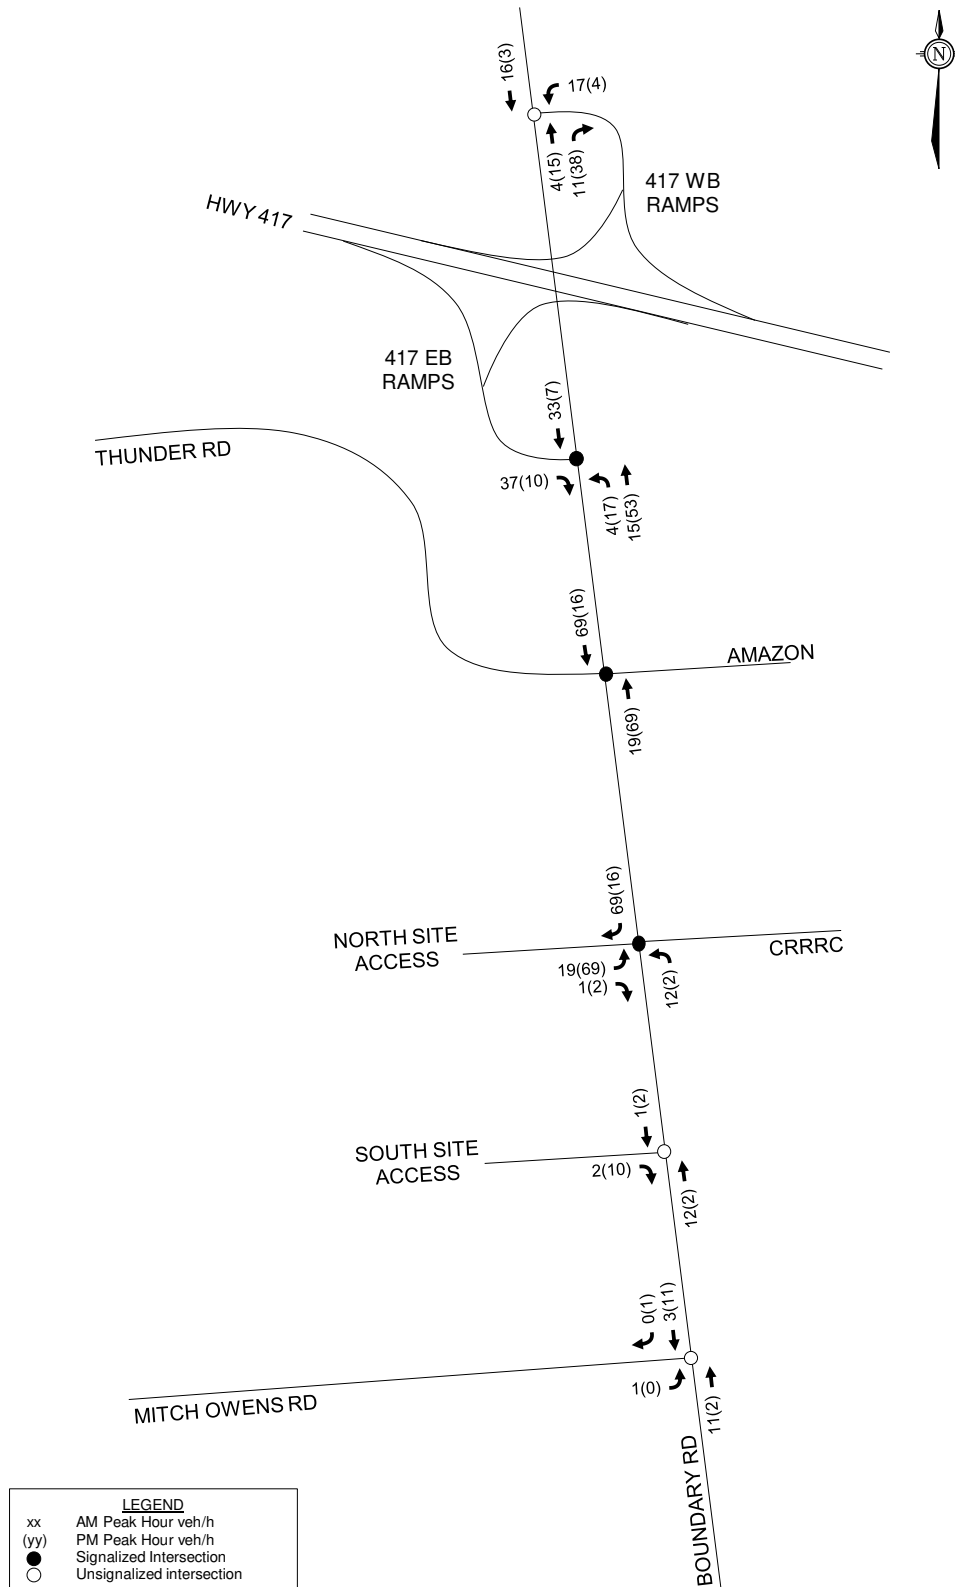 N
16(3)
17(4)
4(15)
11(38)
417 WB
RAMPS
HWY 417
417 EB
RAMPS
33(7)
THUNDER RD
37(10)
4(17)
15(53)
69(16)
AMAZON
19(69)
69(16)
NORTH SITE
ACCESS
CRRRC
19(69)
1(2)
12(2)
1(2)
SOUTH SITE
ACCESS
2(10)
12(2)
0(1)
3(11)
1(0)
11(2)
MITCH OWENS RD
BOUNDARY RD
LEGEND
xx AM Peak Hour veh/h
(yy) PM Peak Hour veh/h
Signalized Intersection
Unsignalized intersection